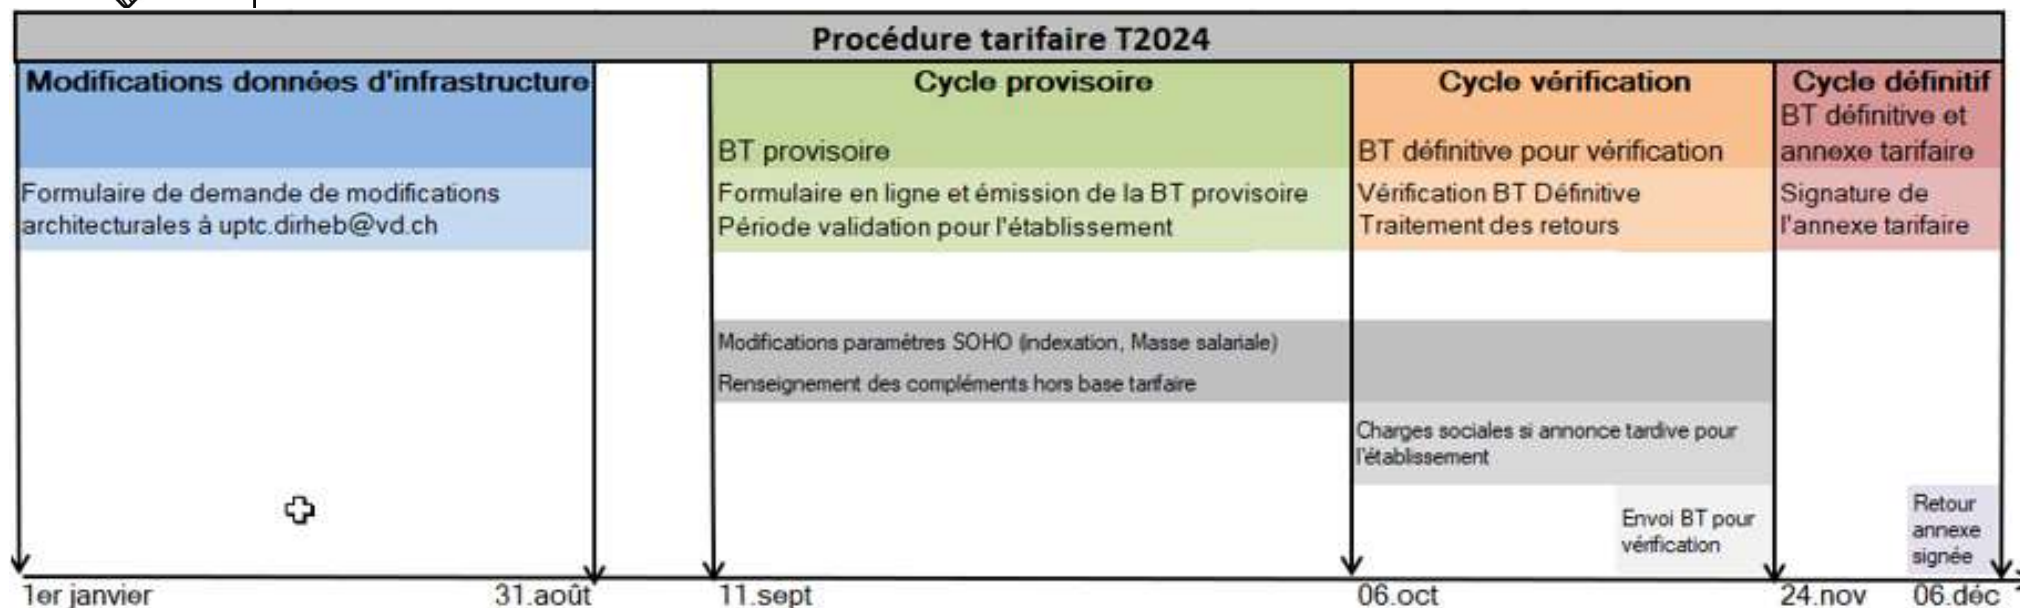 Procédure tarifaire T2024
Modifications données d'infrastructure
Formulaire de demande de modifications
architecturales à uptc.dirheb@vd.ch
Cycle provisoire
BT provisoire
Formulaire en ligne et émission de la BT provisoire
Période validation pour l'établissement
Cycle vérification
BT définitive pour vérification
Vérification BT Définitive
Traitement des retours
Cycle définitif
BT définitive et
annexe tarifaire
Signature de
l'annexe tarifaire
Modifications paramètres SOHO (indexation, Masse salariale)
Renseignement des compléments hors base tarifaire
Charges sociales si annonce tardive pour
l'établissement
Envoi BT pour
vérification
Retour
annexe
signée
1er janvier
31.août
11.sept
06.oct
24.nov
06.déc